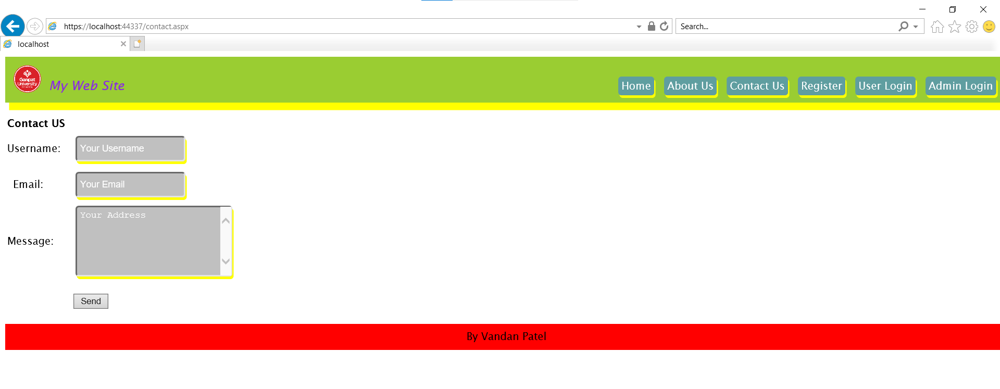 https://localhost:44337/contact.aspx
Search...
localhost
Ganpat
University
My Web Site
Home
About Us
Contact Us
Register
User Login
Admin Login
Contact US
Username:
Your Username
Email:
Your Email
Message:
Your Address
Send
By Vandan Patel